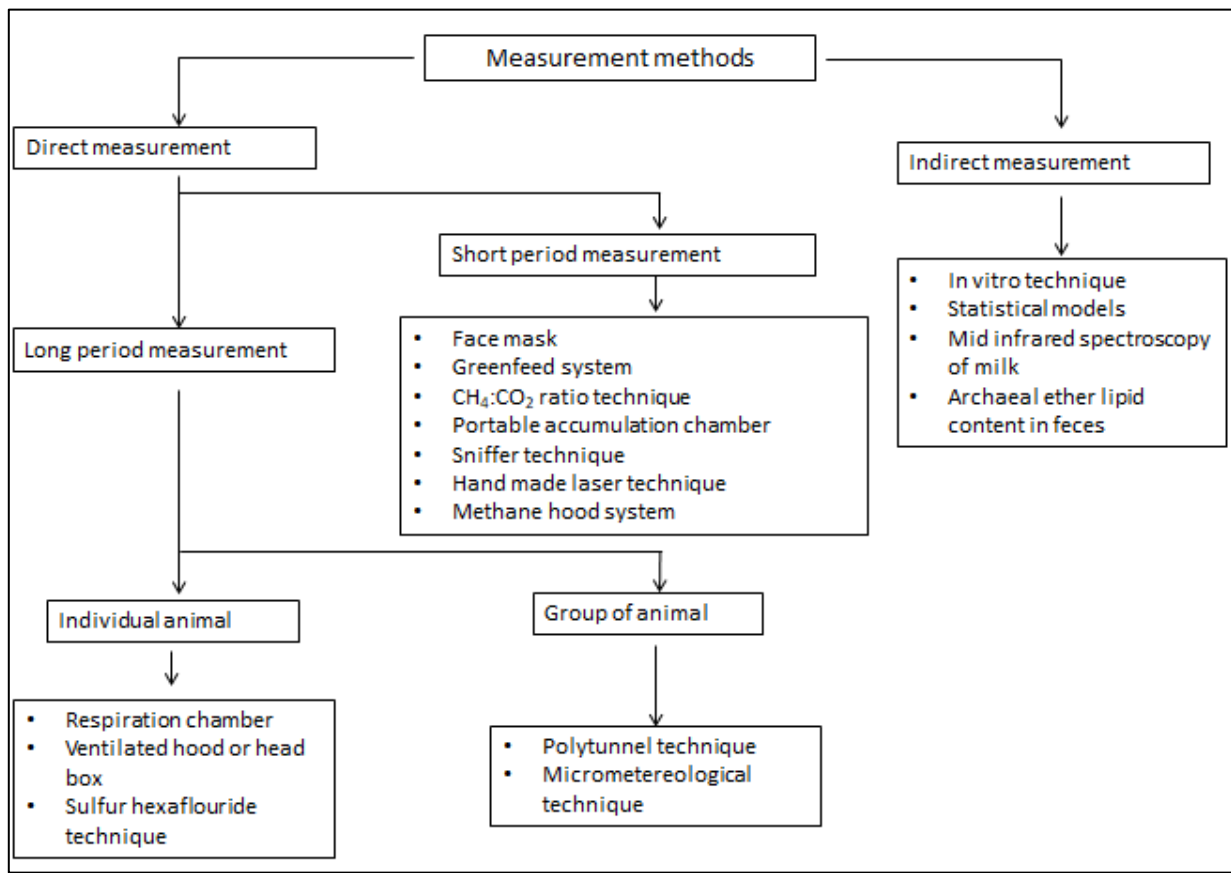 Measurement methods
Direct measurement
Indirect measurement
Short period measurement
• In vitro technique
• Statistical models
• Mid infrared spectroscopy
of milk
• Archaeal ether lipid
content in feces
Long period measurement
• Face mask
• Greenfeed system
• CH₄:CO₂ ratio technique
• Portable accumulation chamber
• Sniffer technique
• Hand made laser technique
• Methane hood system
Individual animal
Group of animal
• Respiration chamber
• Ventilated hood or head
box
• Sulfur hexaflouride
technique
• Polytunnel technique
• Micrometereological
technique